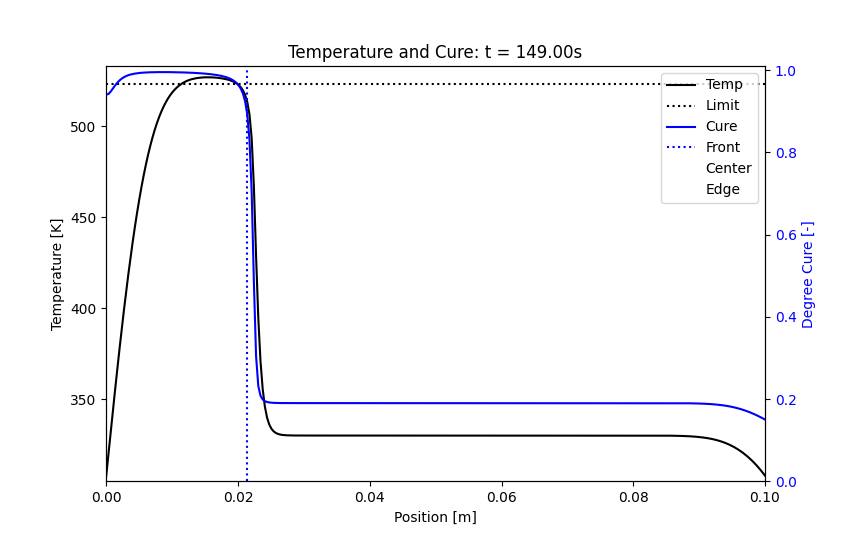 Temperature and Cure: t = 149.00s
Temperature [K]
500
450
400
350
Temp
Limit
Cure
Front
Center
Edge
1.0
0.8
0.6
0.4
0.2
0.0
Degree Cure [-]
0.00
0.02
0.04
0.06
0.08
0.10
Position [m]